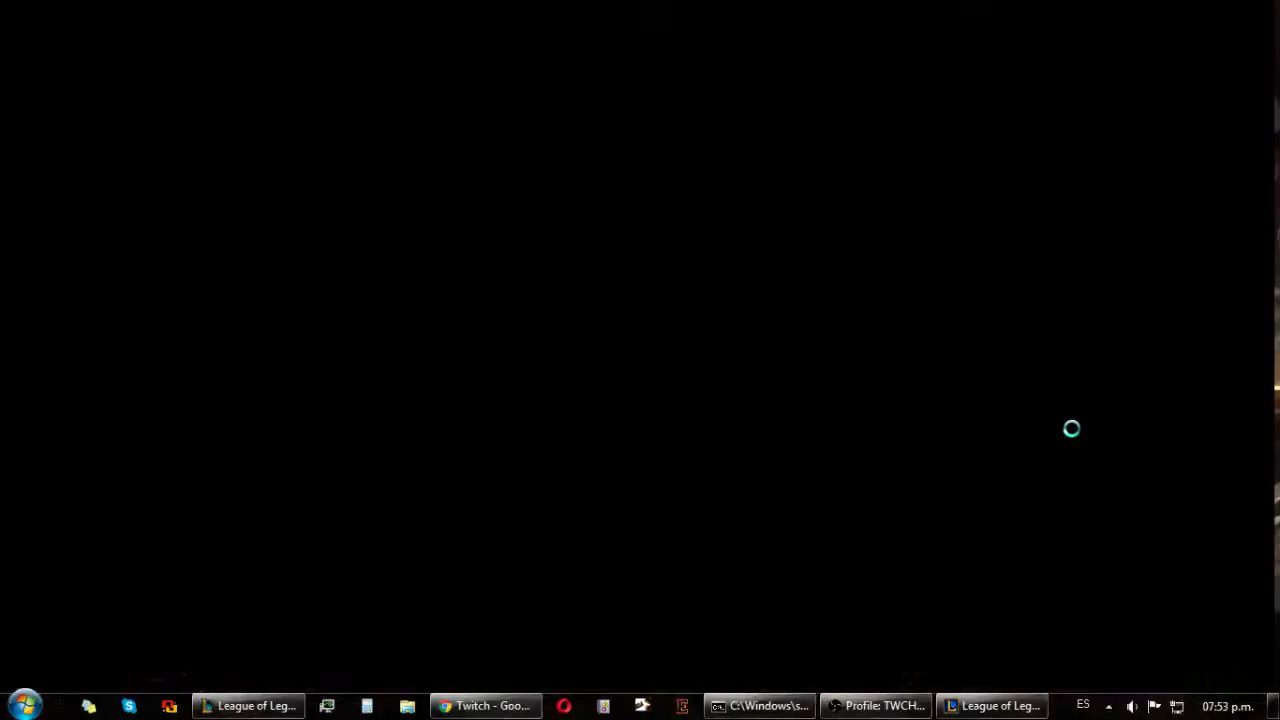 League of Leg...
Twitch - Goo...
C:\Windows\s...
Profile: TWCH...
League of Leg...
ES
07:53 p.m.